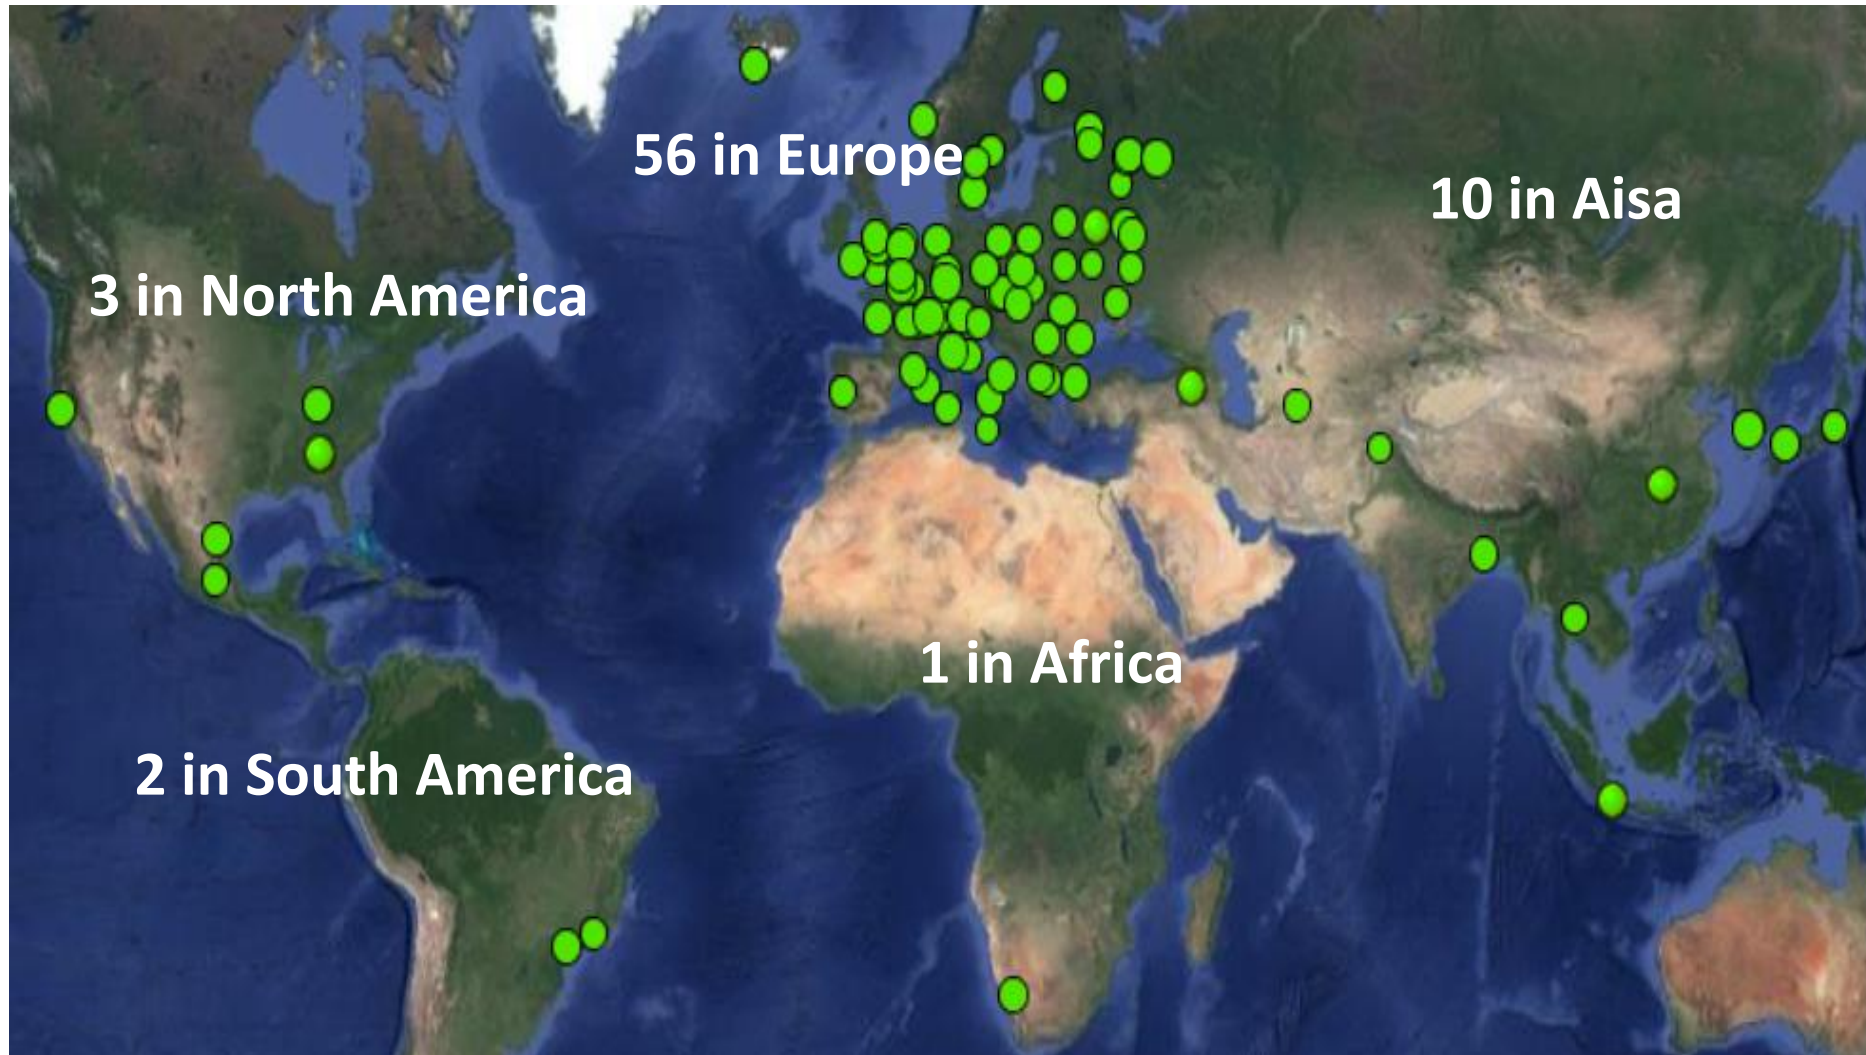 56 in Europe
10 in Aisa
3 in North America
1 in Africa
2 in South America